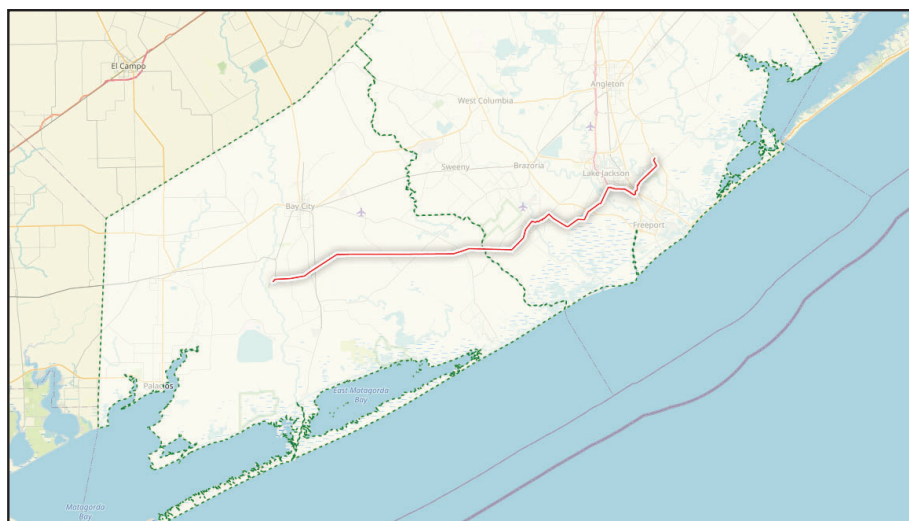 El Campo
Angleton
West Columbia
Sweeny
Brazoria
Lake Jackson
Bay City
Freeport
Palacios
East Matagorda
Bay
Matagorda
Bay